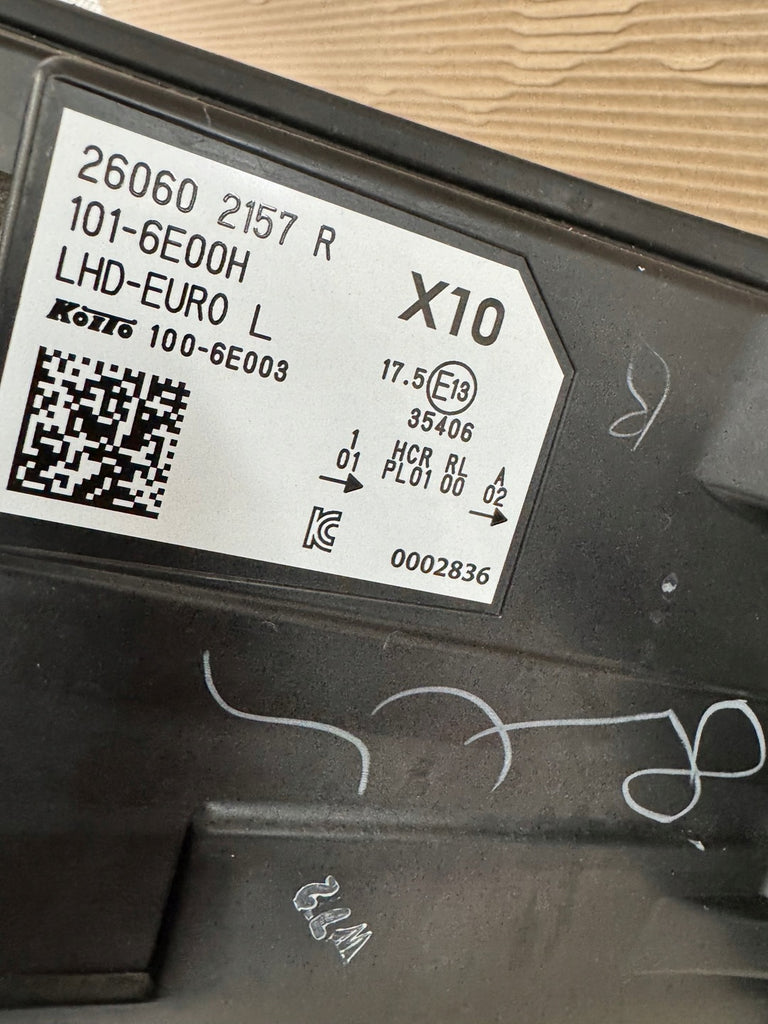 26060 2157 R
101-6E00H
LHD-EURO L
KOITO 100-6E003
X10
17.5 E13
35406
1 HCR RL A
01 PL01 00 02
KC
0002836